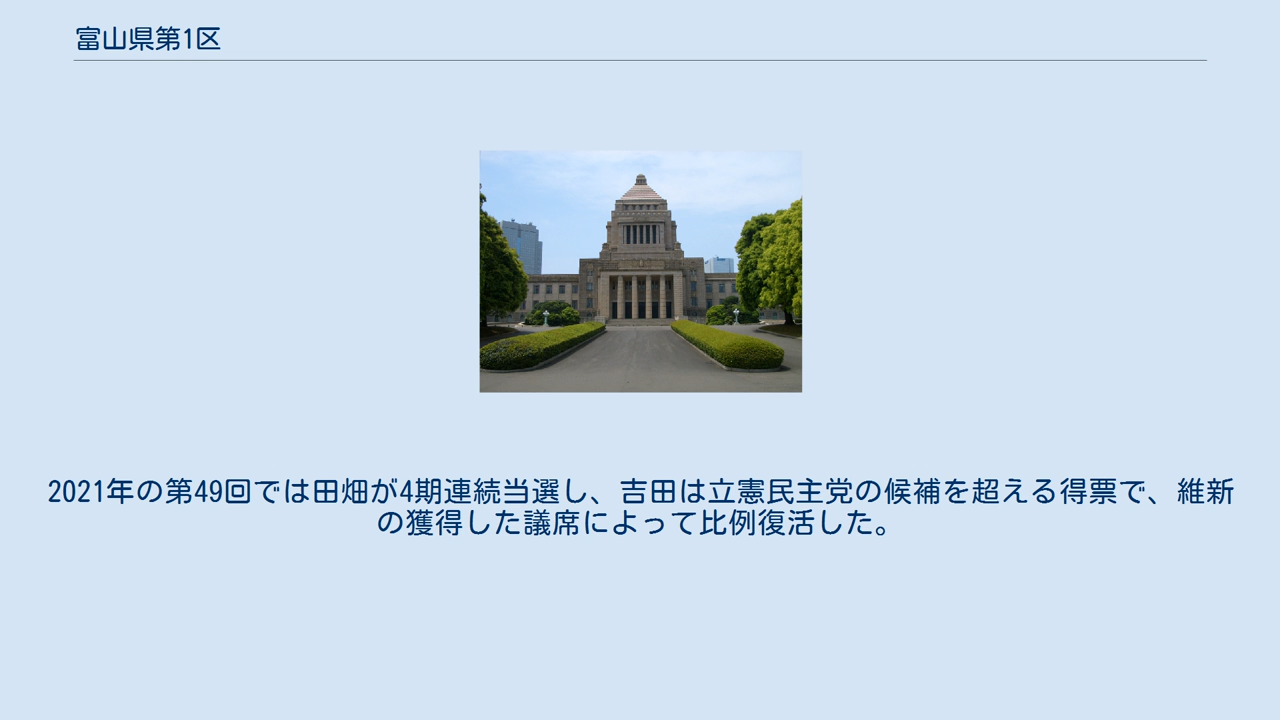 富山県第1区
2021年の第49回では田畑が4期連続当選し、吉田は立憲民主党の候補を超える得票で、維新
の獲得した議席によって比例復活した。